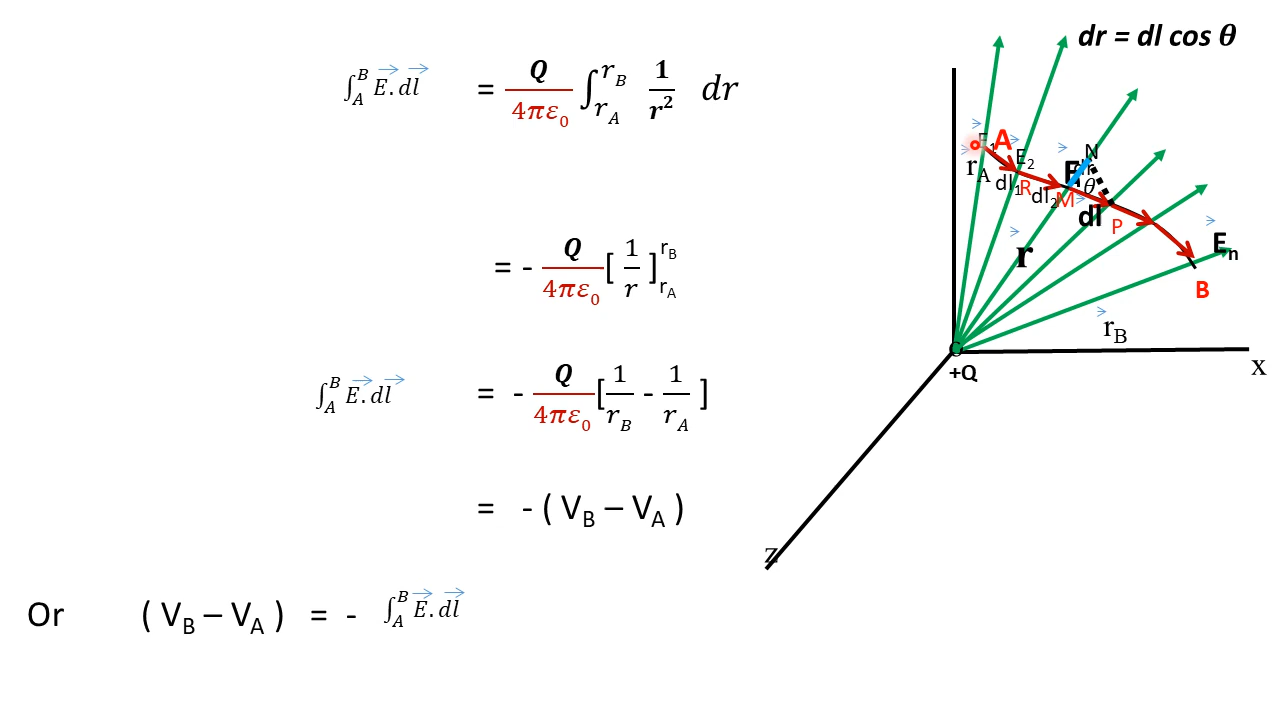 dr = dl cos θ
∫_A^B E⃗. dl⃗ = Q / 4πε₀ ∫_{r_A}^{r_B} 1 / r² dr
= - Q / 4πε₀ [ 1 / r ]_{r_A}^{r_B}
∫_A^B E⃗. dl⃗ = - Q / 4πε₀ [ 1 / r_B - 1 / r_A ]
= - ( V_B – V_A )
Or ( V_B – V_A ) = - ∫_A^B E⃗. dl⃗
E₁ A
E₂
N
r_A
dl₁
R
dl₂
M
θ
dl
P
r
E_n
B
r_B
+Q
X
Z